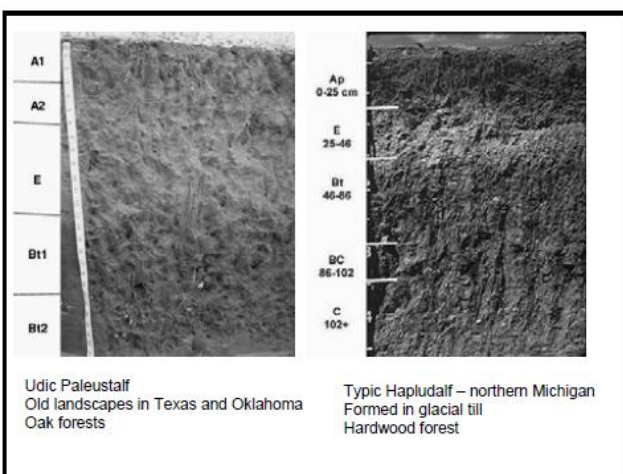 A1
A2
E
Bt1
Bt2
Ap
0-25 cm
E
25-46
Bt
46-86
BC
86-102
C
102+
Udic Paleustalf
Old landscapes in Texas and Oklahoma
Oak forests
Typic Hapludalf – northern Michigan
Formed in glacial till
Hardwood forest